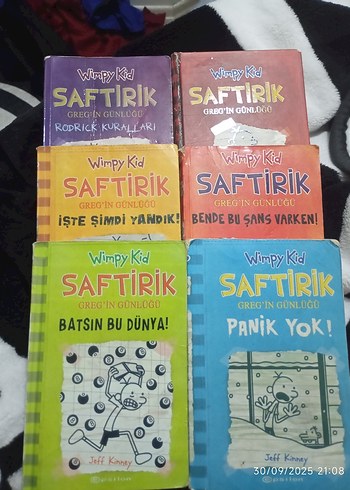 Wimpy Kid
SAFTİRİK
GREG'İN GÜNLÜĞÜ
RODRICK KURALLARI
Wimpy Kid
SAFTİRİK
GREG'İN GÜNLÜĞÜ
Wimpy Kid
SAFTİRİK
GREG'İN GÜNLÜĞÜ
İŞTE ŞİMDİ YANDIK!
Wimpy Kid
SAFTİRİK
GREG'İN GÜNLÜĞÜ
BENDE BU ŞANS VARKEN!
Wimpy Kid
SAFTİRİK
GREG'İN GÜNLÜĞÜ
BATSIN BU DÜNYA!
8
Jeff Kinney
Wimpy Kid
SAFTİRİK
GREG'İN GÜNLÜĞÜ
PANİK YOK!
Jeff Kinney
30/09/2025 21:08